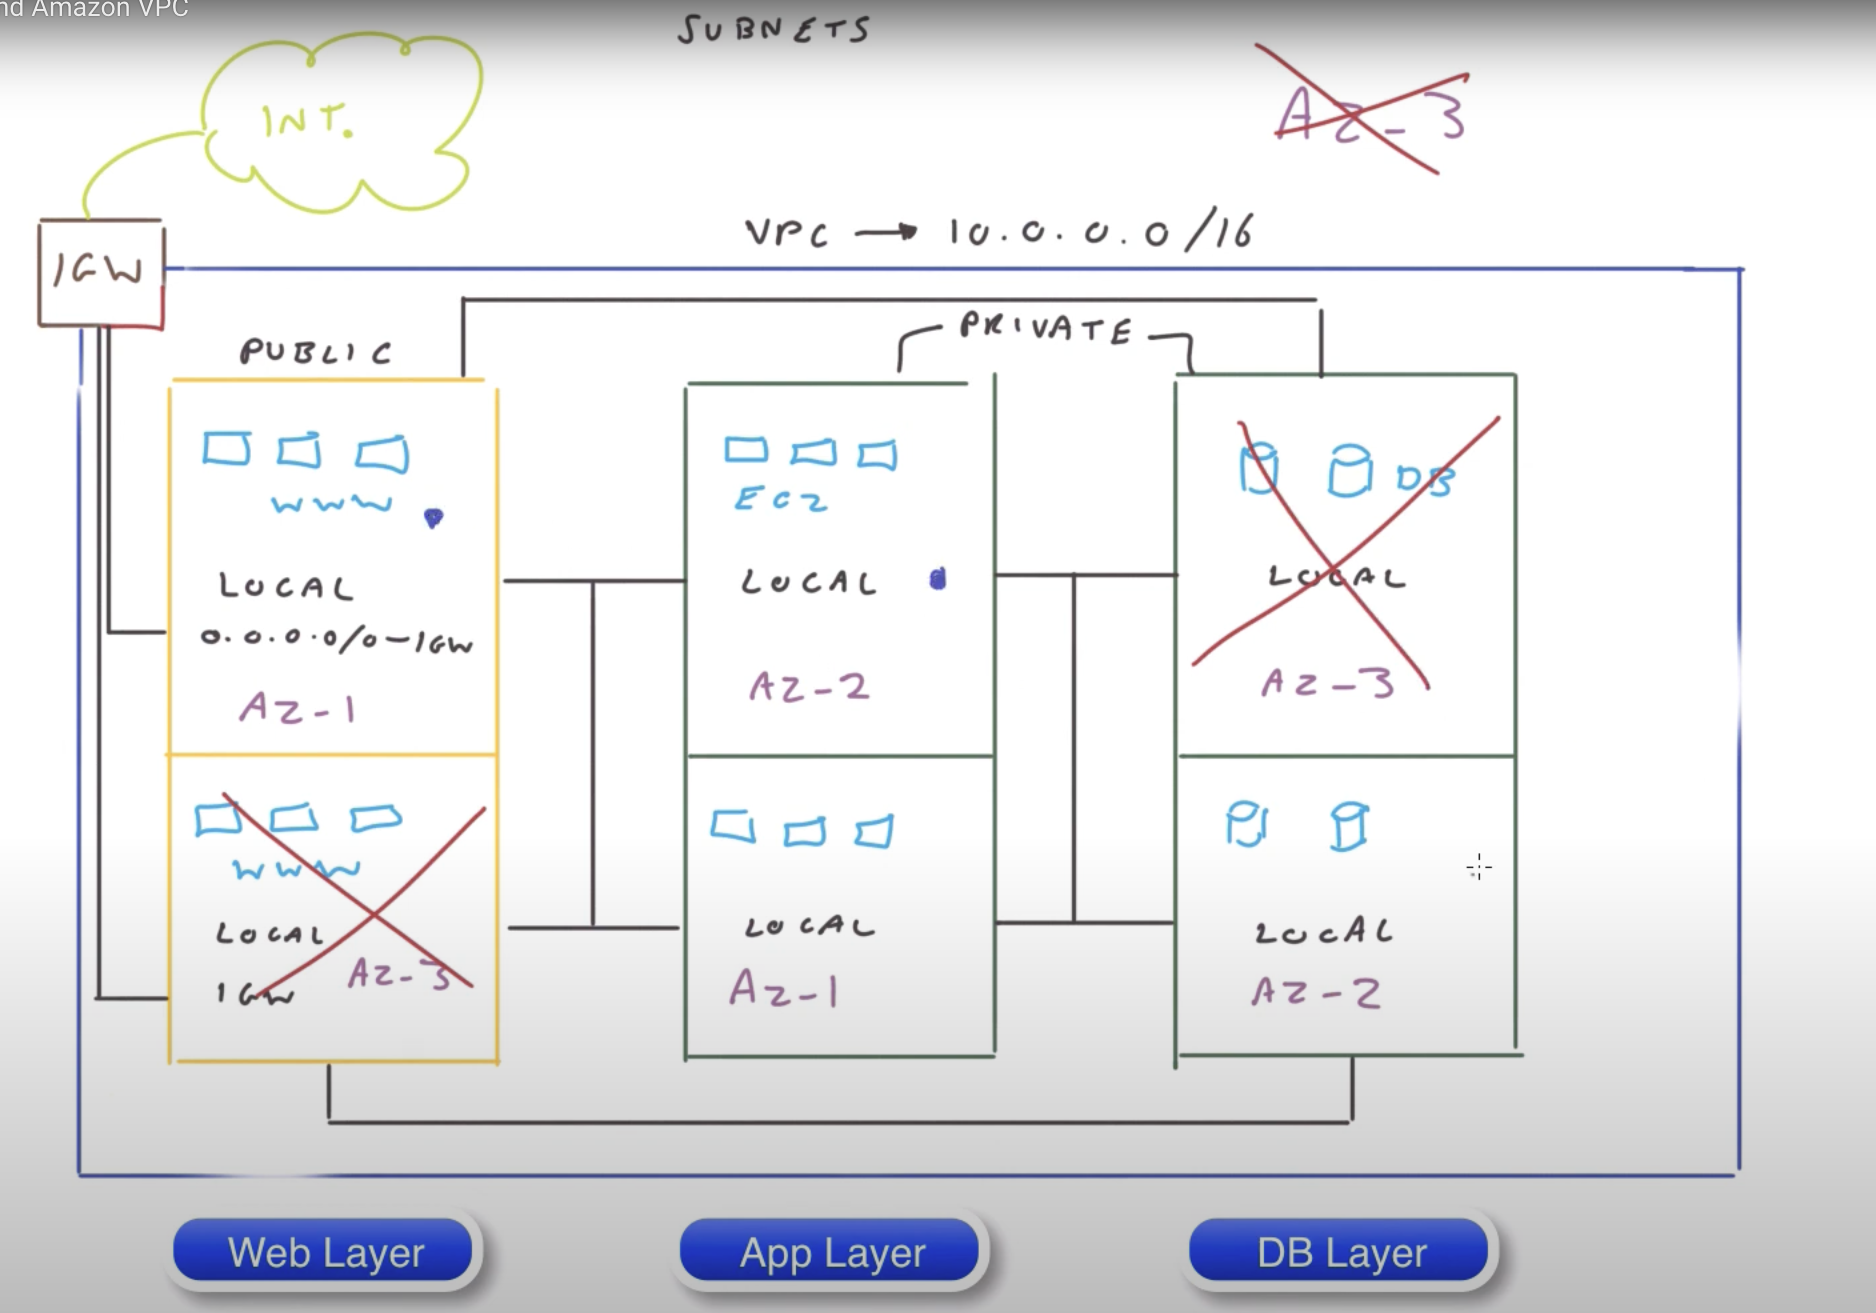 nd Amazon VPC
SUBNETS
INT.
AZ-3
VPC → 10.0.0.0/16
IGW
PUBLIC
PRIVATE
WWW
LOCAL
0.0.0.0/0-IGW
AZ-1
EC2
LOCAL
AZ-2
DB
LOCAL
AZ-3
WWW
LOCAL
IGW
AZ-3
LOCAL
AZ-1
LOCAL
AZ-2
Web Layer
App Layer
DB Layer